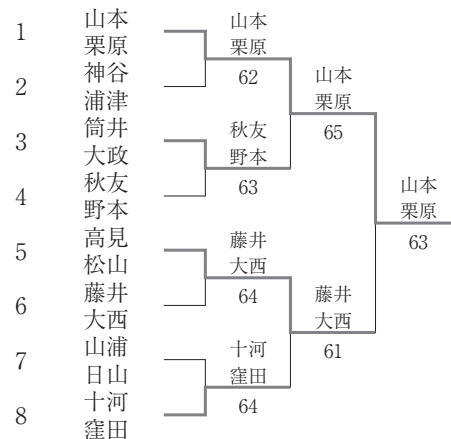 1
山本
栗原
2
神谷
浦津
3
筒井
大政
4
秋友
野本
5
高見
松山
6
藤井
大西
7
山浦
日山
8
十河
窪田
山本
栗原
62
秋友
野本
63
藤井
大西
64
十河
窪田
64
山本
栗原
65
藤井
大西
61
山本
栗原
63